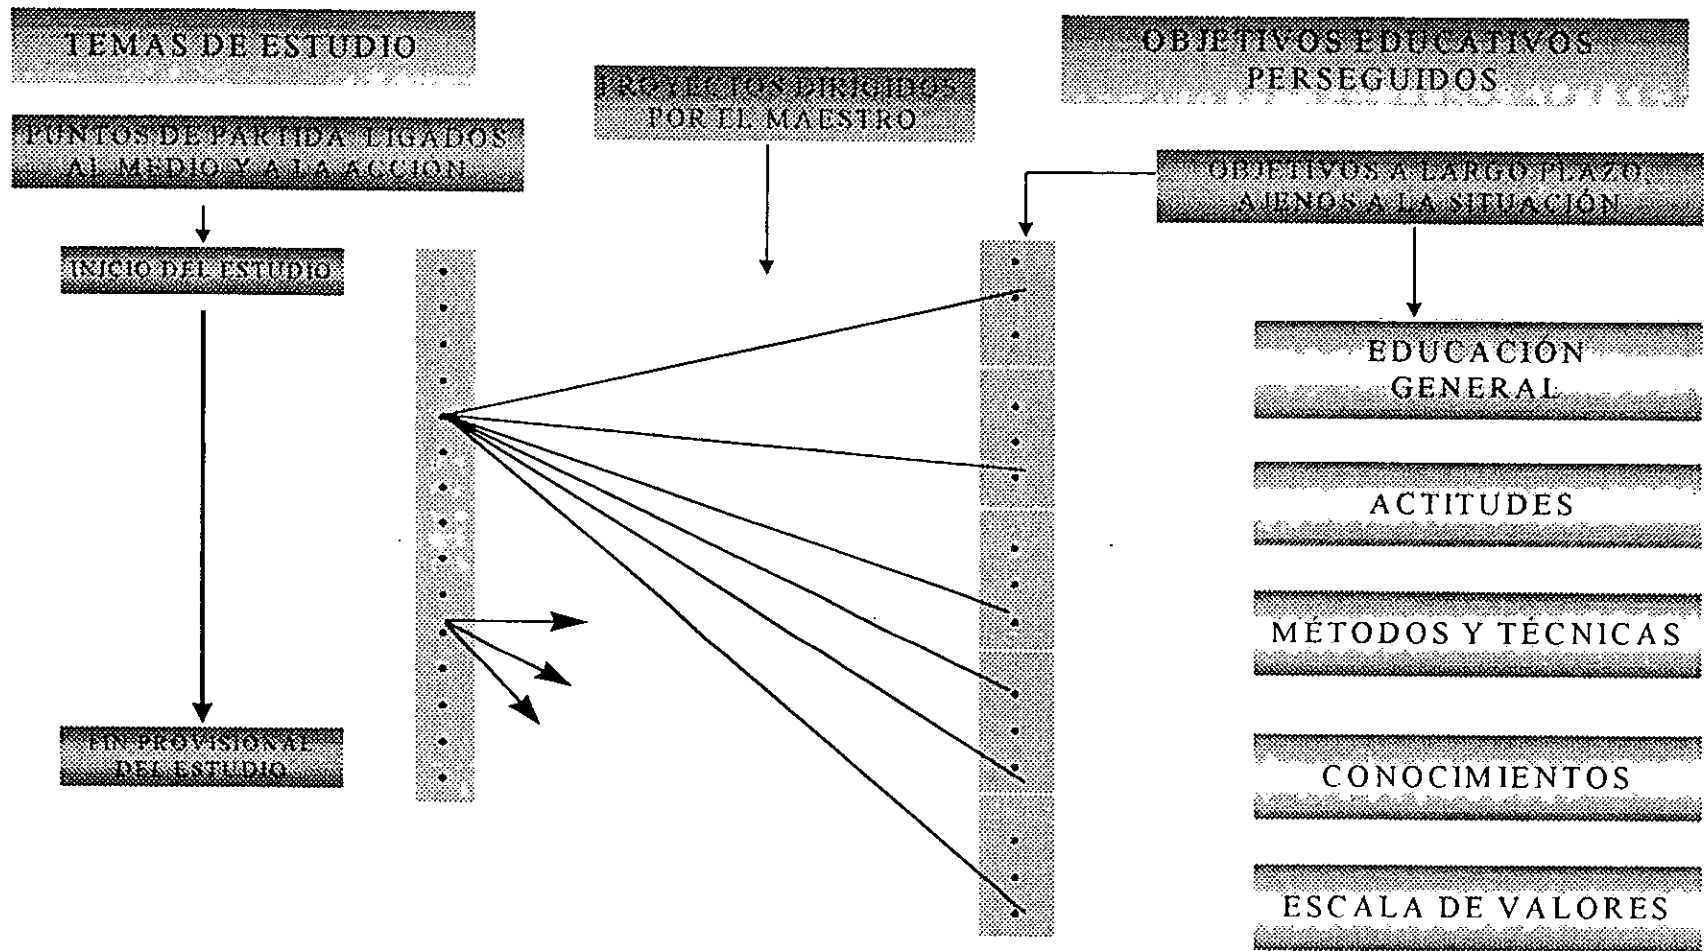 TEMAS DE ESTUDIO
PUNTOS DE PARTIDA LIGADOS
AL MEDIO Y A LA ACCION
INICIO DEL ESTUDIO
FIN PROVISIONAL
DEL ESTUDIO
PROYECTOS DIRIGIDOS
POR EL MAESTRO
OBJETIVOS EDUCATIVOS
PERSEGUIDOS
OBJETIVOS A LARGO PLAZO,
AJENOS A LA SITUACIÓN
EDUCACION
GENERAL
ACTITUDES
MÉTODOS Y TÉCNICAS
CONOCIMIENTOS
ESCALA DE VALORES